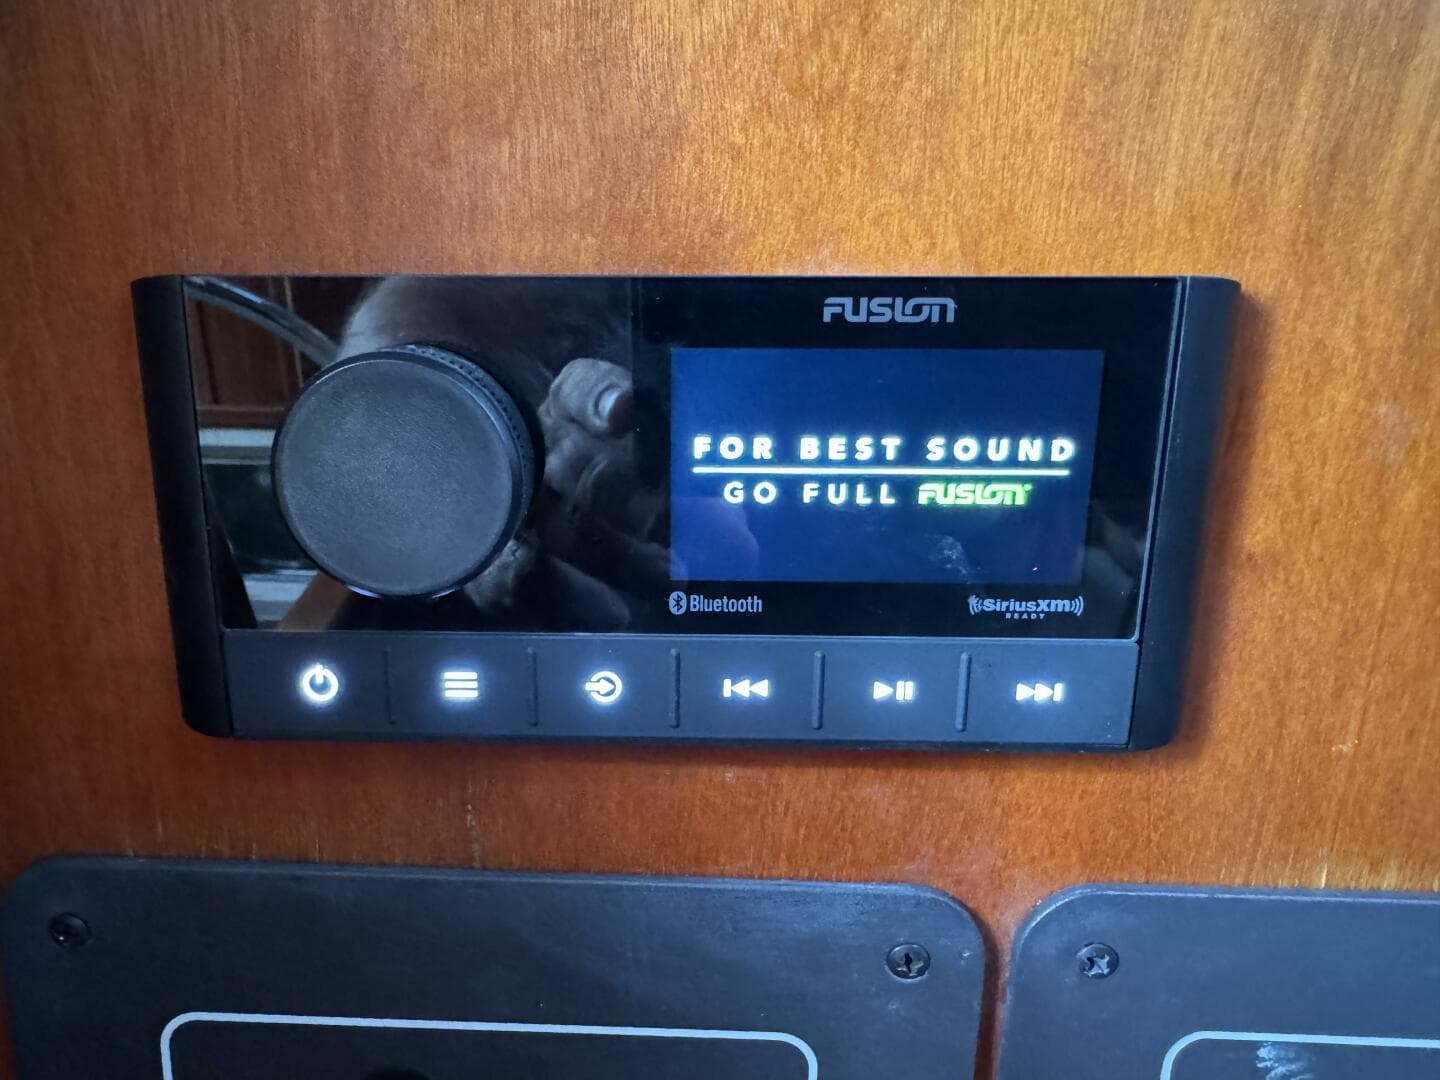 FUSION
FOR BEST SOUND
GO FULL FUSION
Bluetooth
SiriusXM
READY